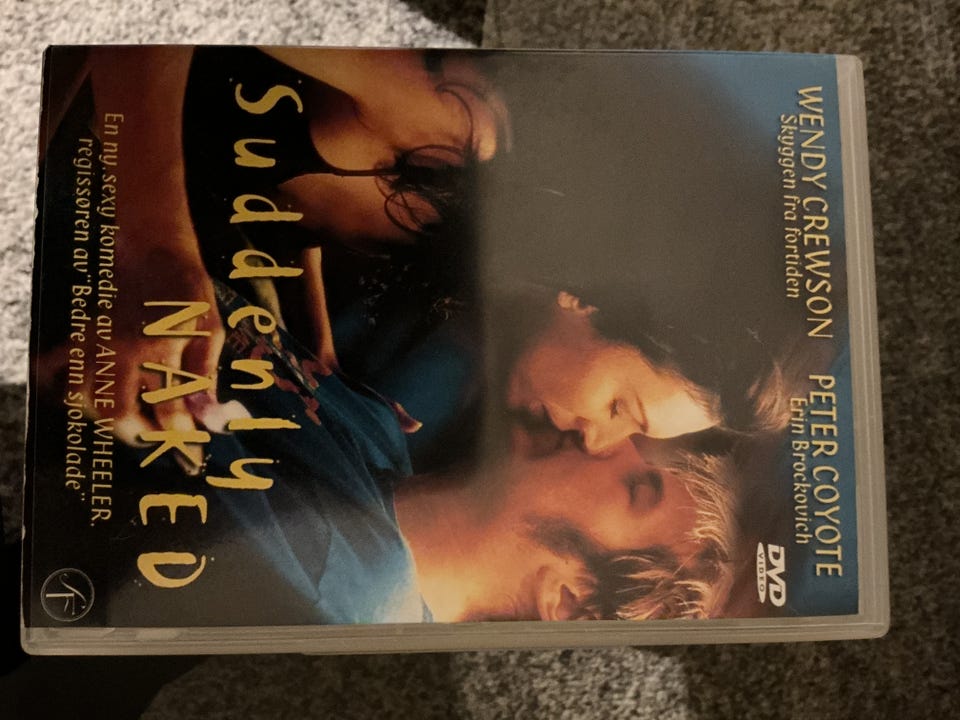 WENDY CREWSON
Skyggen fra fortiden
PETER COYOTE
Erin Brockovich
DVD
VIDEO
Suddenly
NAKED
En ny sexy komedie av ANNE WHEELER,
regissøren av "Bedre enn sjokolade"